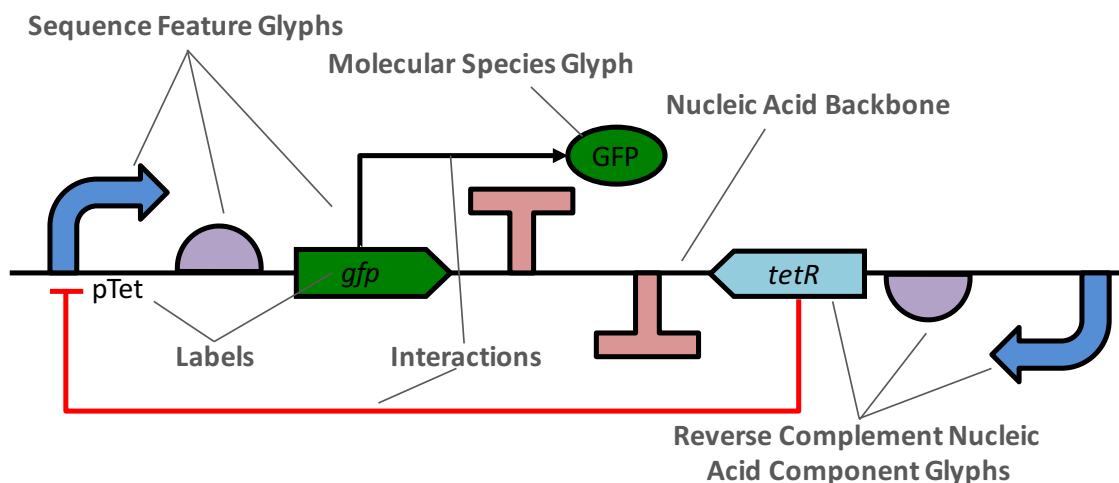 Sequence Feature Glyphs
Molecular Species Glyph
Nucleic Acid Backbone
GFP
gfp
tetR
pTet
Labels
Interactions
Reverse Complement Nucleic
Acid Component Glyphs